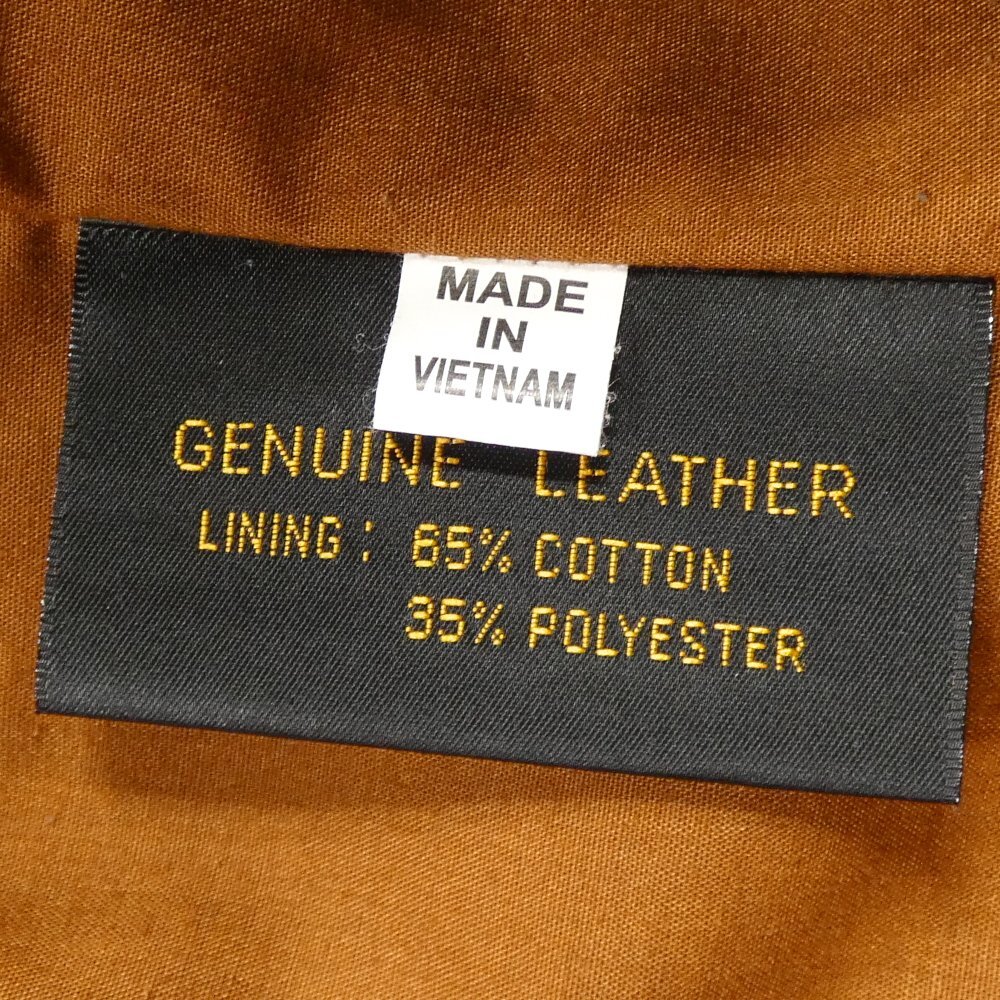 MADE
IN
VIETNAM
GENUINE LEATHER
LINING : 65% COTTON
35% POLYESTER